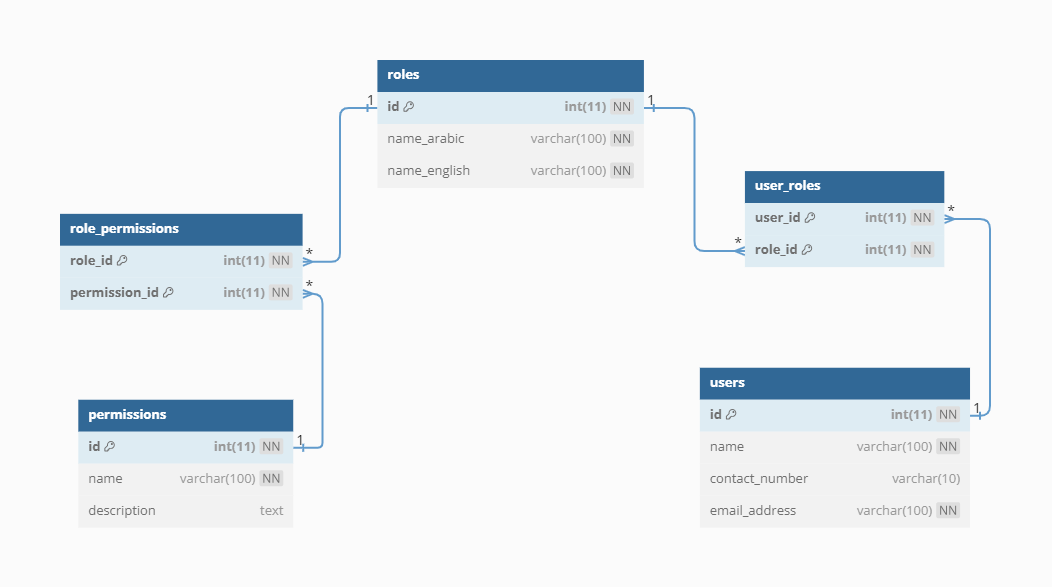 roles
1 id int(11) NN 1
name_arabic varchar(100) NN
name_english varchar(100) NN
user_roles
user_id int(11) NN *
* role_id int(11) NN
role_permissions
role_id int(11) NN *
permission_id int(11) NN *
users
id int(11) NN 1
name varchar(100) NN
contact_number varchar(10)
email_address varchar(100) NN
permissions
id int(11) NN 1
name varchar(100) NN
description text